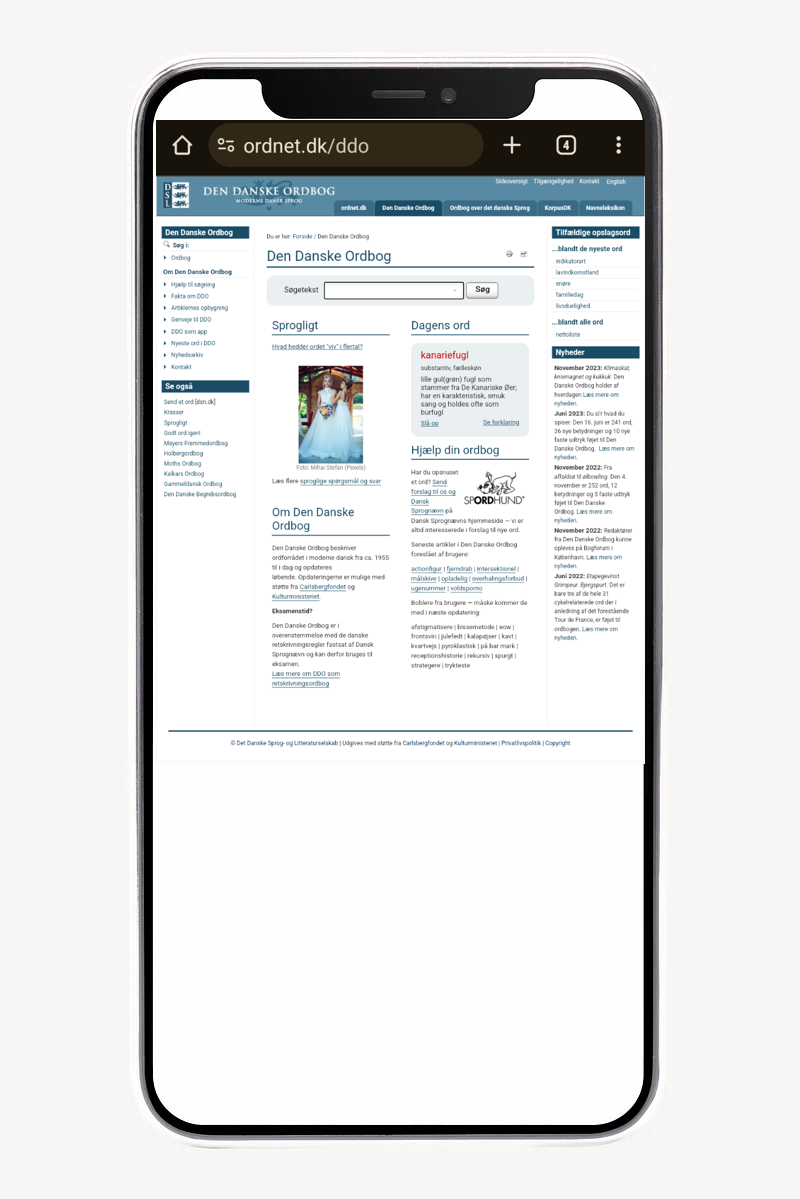 ordnet.dk/ddo
4
Sideoversigt Tilgængelighed Kontakt English
DSL
DEN DANSKE ORDBOG
MODERNE DANSK SPROG
ordnet.dk Den Danske Ordbog Ordbog over det danske Sprog KorpusDK Navneleksikon
Den Danske Ordbog
Søg i:
Ordbog
Om Den Danske Ordbog
Hjælp til søgning
Fakta om DDO
Artiklernes opbygning
Genveje til DDO
DDO som app
Nyeste ord i DDO
Nyhedsarkiv
Kontakt
Se også
Send et ord [dsn.dk]
Krasser
Sprogligt
Godt ord igen!
Meyers Fremmedordbog
Holbergordbog
Moths Ordbog
Kalkars Ordbog
Gammeldansk Ordbog
Den Danske Begrebsordbog
Du er her: Forside / Den Danske Ordbog
Den Danske Ordbog
Søgetekst Søg
Sprogligt
Hvad hedder ordet "viv" i flertal?
Foto: Mihai Stefan (Pexels)
Læs flere sproglige spørgsmål og svar
Om Den Danske
Ordbog
Den Danske Ordbog beskriver
ordforrådet i moderne dansk fra ca. 1955
til i dag og opdateres
løbende. Opdateringerne er mulige med
støtte fra Carlsbergfondet og
Kulturministeriet.
Eksamenstid?
Den Danske Ordbog er i
overenstemmelse med de danske
retskrivningsregler fastsat af Dansk
Sprognævn og kan derfor bruges til
eksamen.
Læs mere om DDO som
retskrivningsordbog
Dagens ord
kanariefugl
substantiv, fælleskøn
lille gul(grøn) fugl som
stammer fra De Kanariske Øer;
har en karakteristisk, smuk
sang og holdes ofte som
burfugl
Slå op De forklaring
Hjælp din ordbog
Har du opsnuset
et ord? Send
forslag til os og
Dansk
Sprognævn på
Dansk Sprognævns hjemmeside — vi er
altid interesserede i forslag til nye ord.
SPORDHUND®
Seneste artikler i Den Danske Ordbog
foreslået af brugere:
actionfigur | fjerndrab | intersektionel |
målskive | opladelig | overhalingsforbud |
ugenummer | voldsporno
Boblere fra brugere — måske kommer de
med i næste opdatering:
afstigmatisere | bissemetode | eow |
frontsvin | julefedt | kalapøjser | kavt |
kvartvejs | pyroklastisk | på bar mark |
receptionshistorie | rekursiv | spurgt |
strategere | trykteste
Tilfældige opslagsord
...blandt de nyeste ord
indikatorart
lavindkomstland
enøre
familiedag
livsduelighed
...blandt alle ord
nettoliste
Nyheder
November 2023: Klimaskat,
knivmagnet og kukkuk: Den
Danske Ordbog holder af
hverdagen Læs mere om
nyheden.
Juni 2023: Du si'r hvad du
spiser. Den 16. juni er 241 ord,
36 nye betydninger og 10 nye
faste udtryk føjet til Den
Danske Ordbog. Læs mere om
nyheden.
November 2022: Fra
affaldsø til ølbowling. Den 4.
november er 252 ord, 12
betydninger og 5 faste udtryk
føjet til Den Danske
Ordbog. Læs mere om
nyheden.
November 2022: Redaktører
fra Den Danske Ordbog kunne
opleves på Bogforum i
København. Læs mere om
nyheden.
Juni 2022: Etapegevinst.
Grimpeur. Bjergspurt. Det er
bare tre af de hele 31
cykelrelaterede ord der i
anledning af det forestående
Tour de France, er føjet til
ordbogen. Læs mere om
nyheden.
© Det Danske Sprog- og Litteraturselskab | Udgives med støtte fra Carlsbergfondet og Kulturministeriet | Privatlivspolitik | Copyright